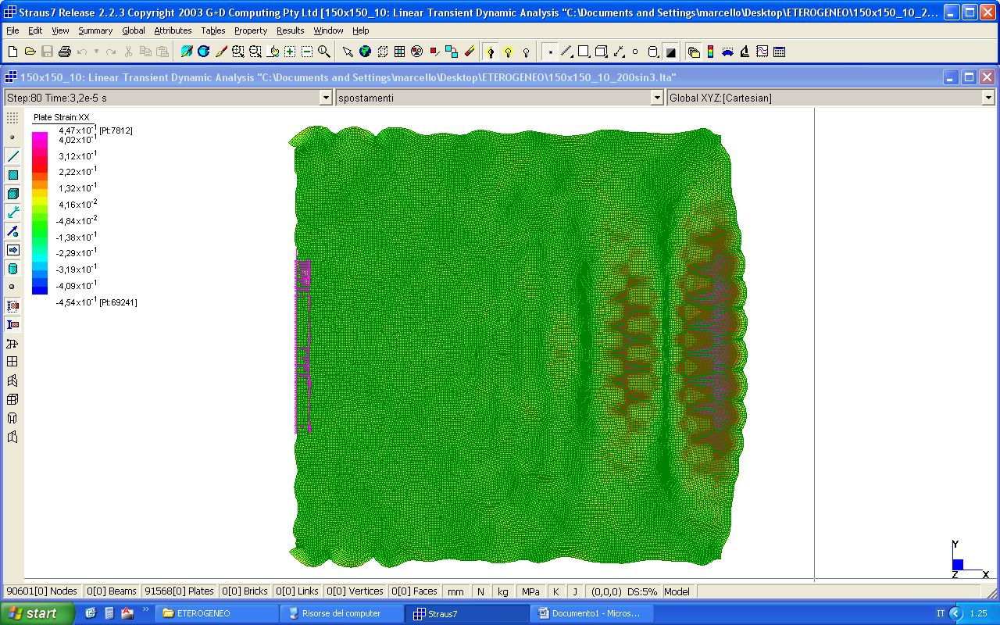 Straus7 Release 2.2.3 Copyright 2003 G+D Computing Pty Ltd [150x150_10: Linear Transient Dynamic Analysis "C:\Documents and Settings\marcello\Desktop\ETEROGENEO\150x150_10_2...
File Edit View Summary Global Attributes Tables Property Results Window Help
150x150_10: Linear Transient Dynamic Analysis "C:\Documents and Settings\marcello\Desktop\ETEROGENEO\150x150_10_200sin3.lta"
Step:80 Time:3,2e-5 s spostamenti Global XYZ:[Cartesian]
Plate Strain:XX
4,47x10-1 [Pt:7812]
4,02x10-1
3,12x10-1
2,22x10-1
1,32x10-1
4,16x10-2
-4,84x10-2
-1,38x10-1
-2,29x10-1
-3,19x10-1
-4,09x10-1
-4,54x10-1 [Pt:69241]
Y
Z X
90601[0] Nodes 0[0] Beams 91568[0] Plates 0[0] Bricks 0[0] Links 0[0] Vertices 0[0] Faces mm N kg MPa K J (0,0,0) DS:5% Model
start ETEROGENEO Risorse del computer Straus7 Documento1 - Micros... IT 1.25